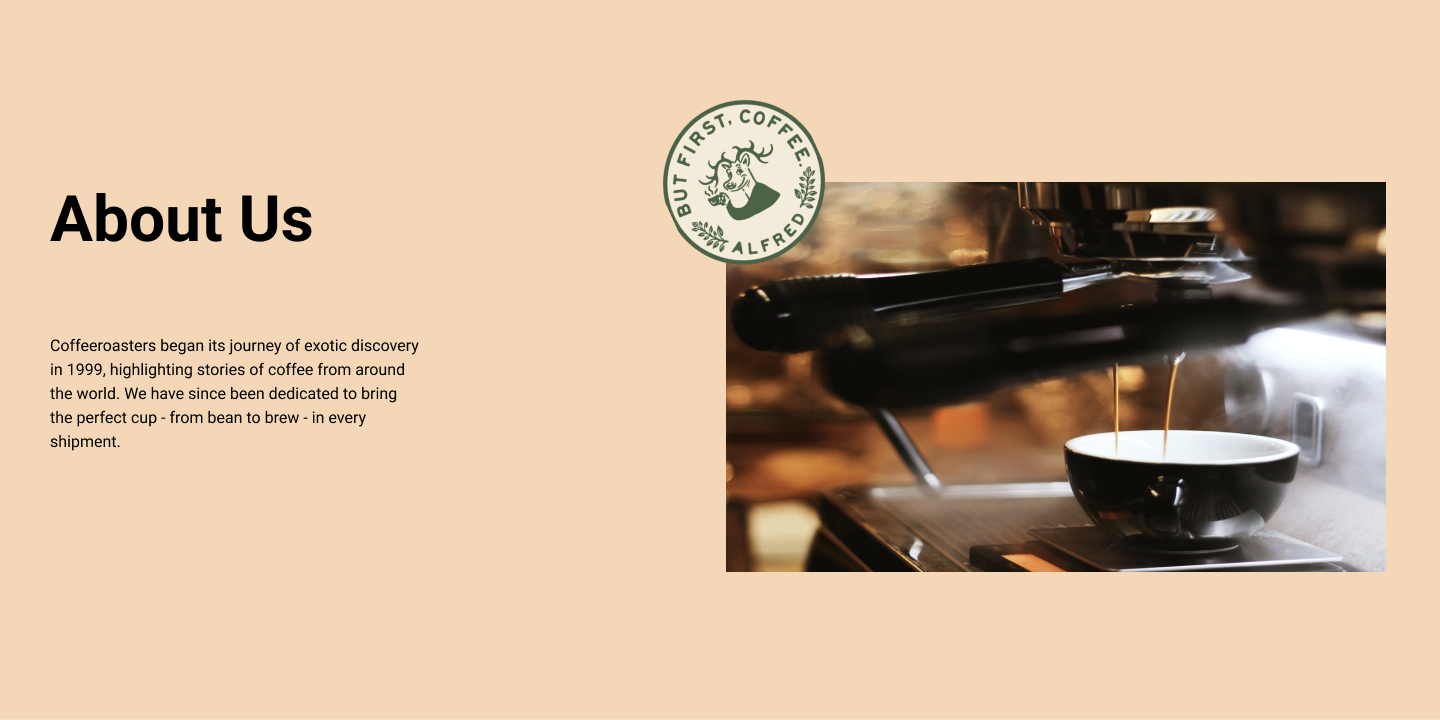 BUT FIRST, COFFEE.
ALFRED
About Us
Coffeeroasters began its journey of exotic discovery
in 1999, highlighting stories of coffee from around
the world. We have since been dedicated to bring
the perfect cup - from bean to brew - in every
shipment.